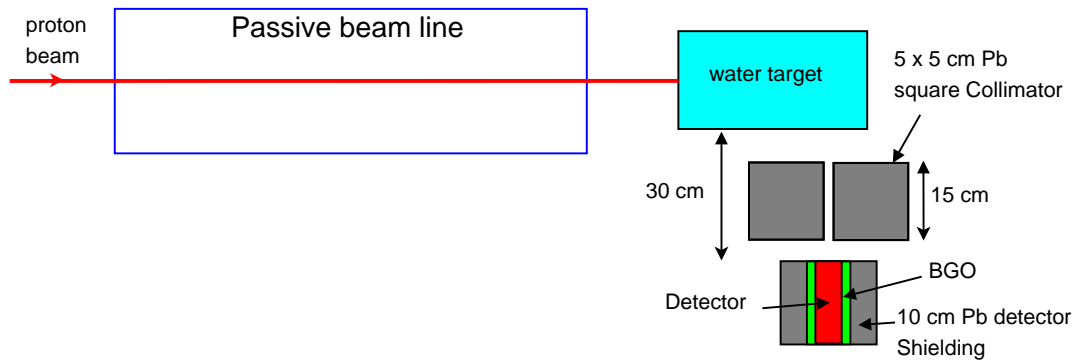 proton
beam
Passive beam line
water target
5 x 5 cm Pb
square Collimator
30 cm
15 cm
Detector
BGO
10 cm Pb detector
Shielding